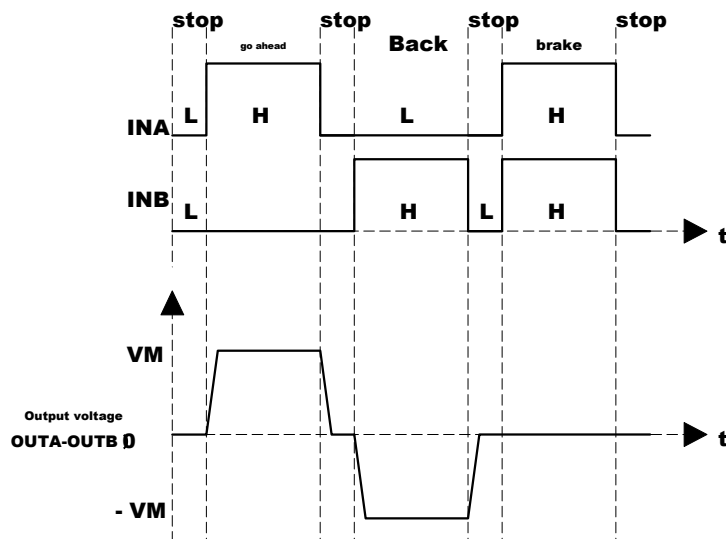 stop stop stop stop
go ahead Back brake
L H L H
INA
INB
L H L H
t
VM
Output voltage
OUTA-OUTB 0
t
- VM